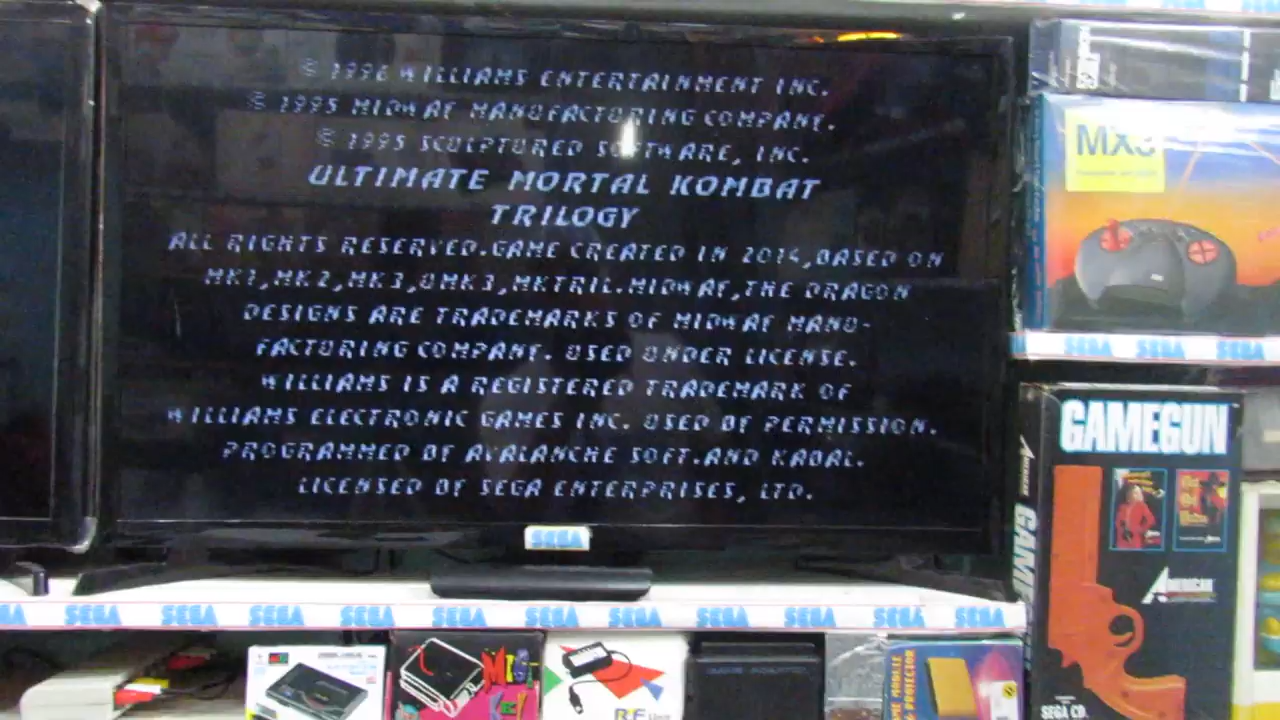 © 1996 WILLIAMS ENTERTAINMENT INC.
© 1995 MIDWAY MANUFACTURING COMPANY.
© 1995 SCULPTURED SOFTWARE, INC.
ULTIMATE MORTAL KOMBAT
TRILOGY
ALL RIGHTS RESERVED.GAME CREATED IN 2014,BASED ON
MK1,MK2,MK3,UMK3,MKTRIL.MIDWAY,THE DRAGON
DESIGNS ARE TRADEMARKS OF MIDWAY MANU-
FACTURING COMPANY. USED UNDER LICENSE.
WILLIAMS IS A REGISTERED TRADEMARK OF
WILLIAMS ELECTRONIC GAMES INC. USED BY PERMISSION.
PROGRAMMED BY AVALANCHE SOFT.AND KABAL.
LICENSED BY SEGA ENTERPRISES, LTD.
SEGA
MX3
SEGA SEGA SEGA
GAMEGUN
AMERICAN
SEGA CD
GAME
SEGA SEGA SEGA SEGA SEGA SEGA SEGA SEGA SEGA SEGA
RF Unit